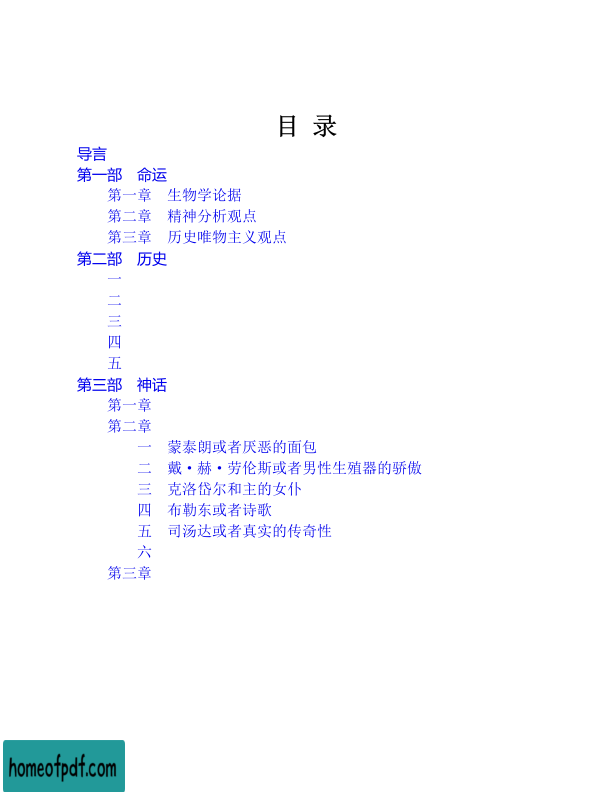 目 录
导言
第一部 命运
第一章 生物学论据
第二章 精神分析观点
第三章 历史唯物主义观点
第二部 历史
一
二
三
四
五
第三部 神话
第一章
第二章
一 蒙泰朗或者厌恶的面包
二 戴·赫·劳伦斯或者男性生殖器的骄傲
三 克洛岱尔和主的女仆
四 布勒东或者诗歌
五 司汤达或者真实的传奇性
六
第三章
homeofpdf.com